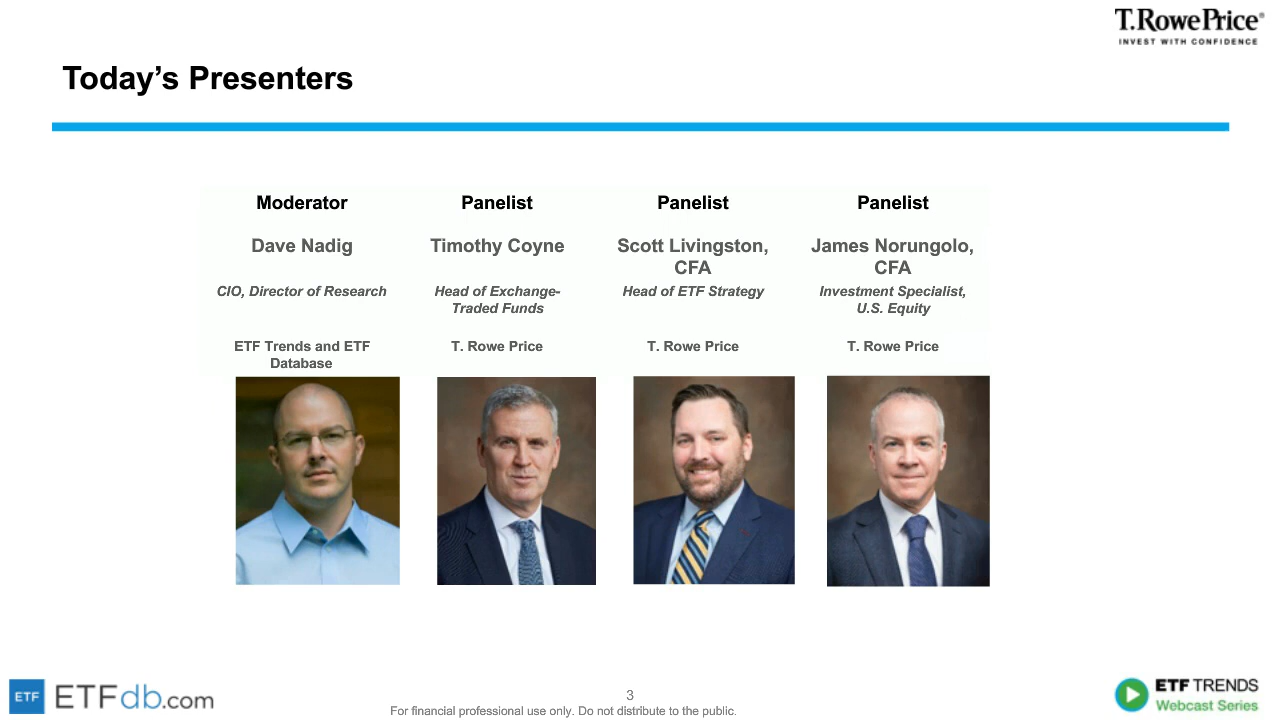 T.RowePrice®
INVEST WITH CONFIDENCE
Today’s Presenters
Moderator
Dave Nadig
CIO, Director of Research
ETF Trends and ETF
Database
Panelist
Timothy Coyne
Head of Exchange-
Traded Funds
T. Rowe Price
Panelist
Scott Livingston,
CFA
Head of ETF Strategy
T. Rowe Price
Panelist
James Norungolo,
CFA
Investment Specialist,
U.S. Equity
T. Rowe Price
ETF
ETFdb.com
3
For financial professional use only. Do not distribute to the public.
ETF TRENDS
Webcast Series